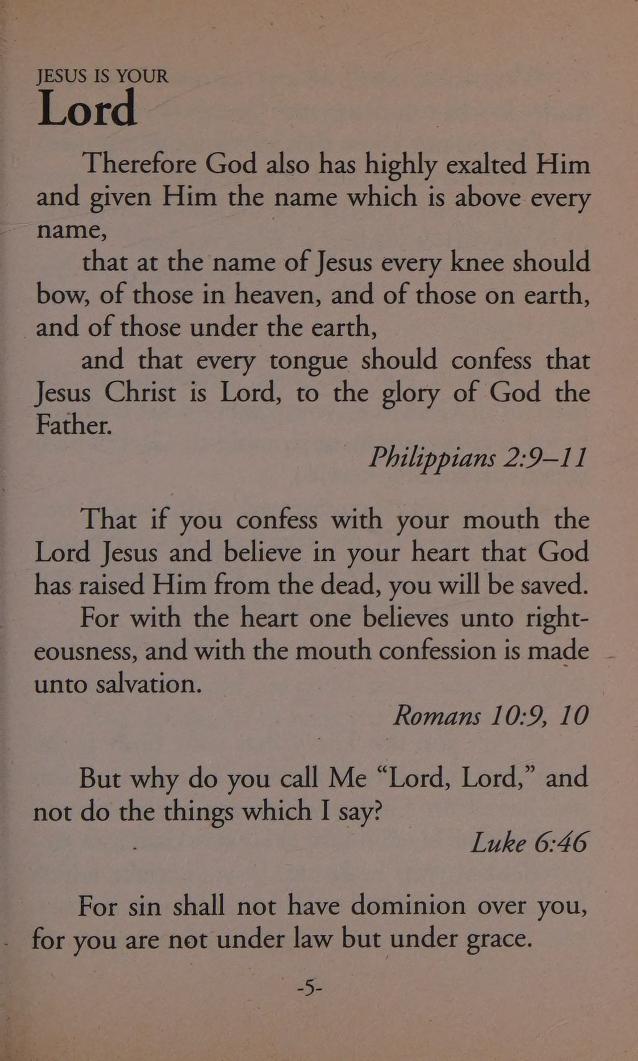 JESUS IS YOUR
Lord
Therefore God also has highly exalted Him
and given Him the name which is above every
name,
that at the name of Jesus every knee should
bow, of those in heaven, and of those on earth,
and of those under the earth,
and that every tongue should confess that
Jesus Christ is Lord, to the glory of God the
Father.
Philippians 2:9–11
That if you confess with your mouth the
Lord Jesus and believe in your heart that God
has raised Him from the dead, you will be saved.
For with the heart one believes unto right-
eousness, and with the mouth confession is made
unto salvation.
Romans 10:9, 10
But why do you call Me “Lord, Lord,” and
not do the things which I say?
Luke 6:46
For sin shall not have dominion over you,
for you are not under law but under grace.
-5-